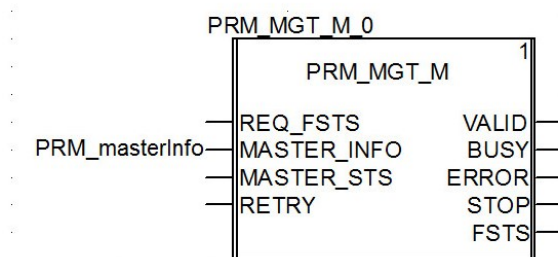 PRM_MGT_M_0
1
PRM_MGT_M
REQ_FSTS VALID
PRM_masterInfo MASTER_INFO BUSY
MASTER_STS ERROR
RETRY STOP
FSTS